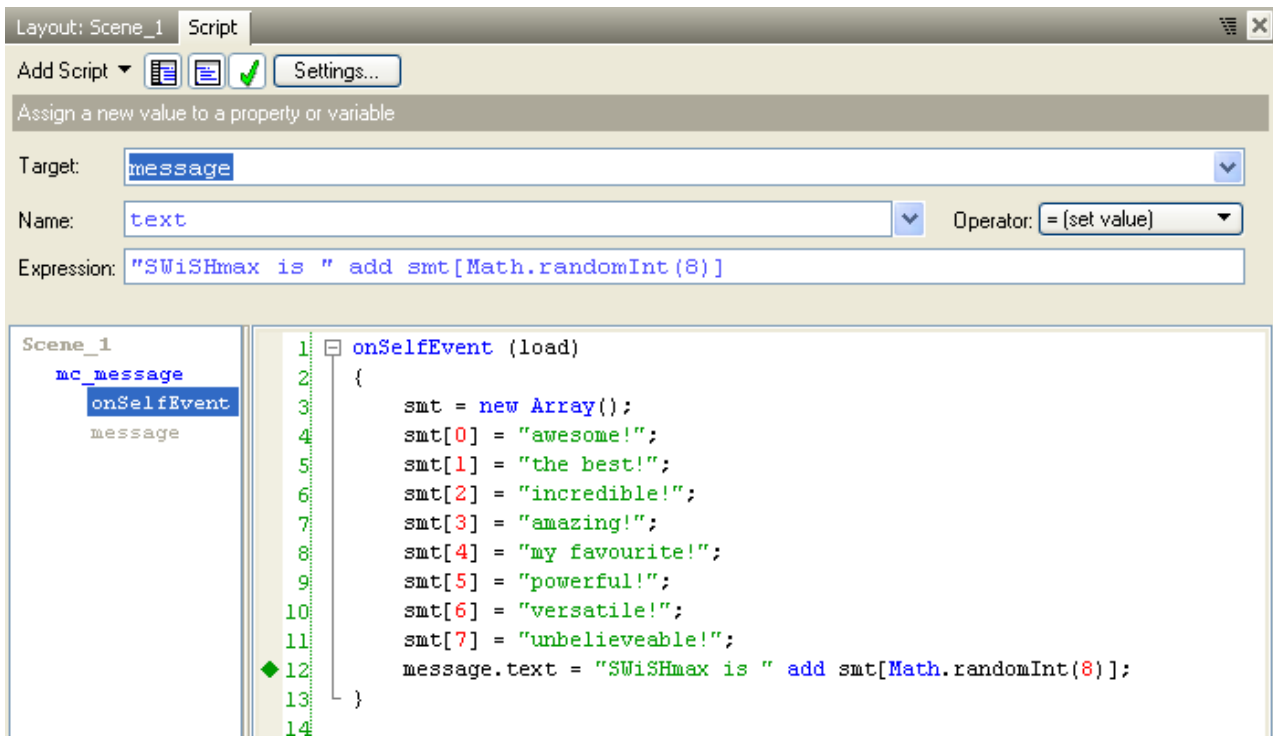 Layout: Scene_1 Script
Add Script Settings...
Assign a new value to a property or variable
Target: message
Name: text Operator: = (set value)
Expression: "SWiSHmax is " add smt[Math.randomInt(8)]
Scene_1
mc_message
onSelfEvent
message
1 onSelfEvent (load)
2 {
3 smt = new Array();
4 smt[0] = "awesome!";
5 smt[1] = "the best!";
6 smt[2] = "incredible!";
7 smt[3] = "amazing!";
8 smt[4] = "my favourite!";
9 smt[5] = "powerful!";
10 smt[6] = "versatile!";
11 smt[7] = "unbelieveable!";
12 message.text = "SWiSHmax is " add smt[Math.randomInt(8)];
13 }
14